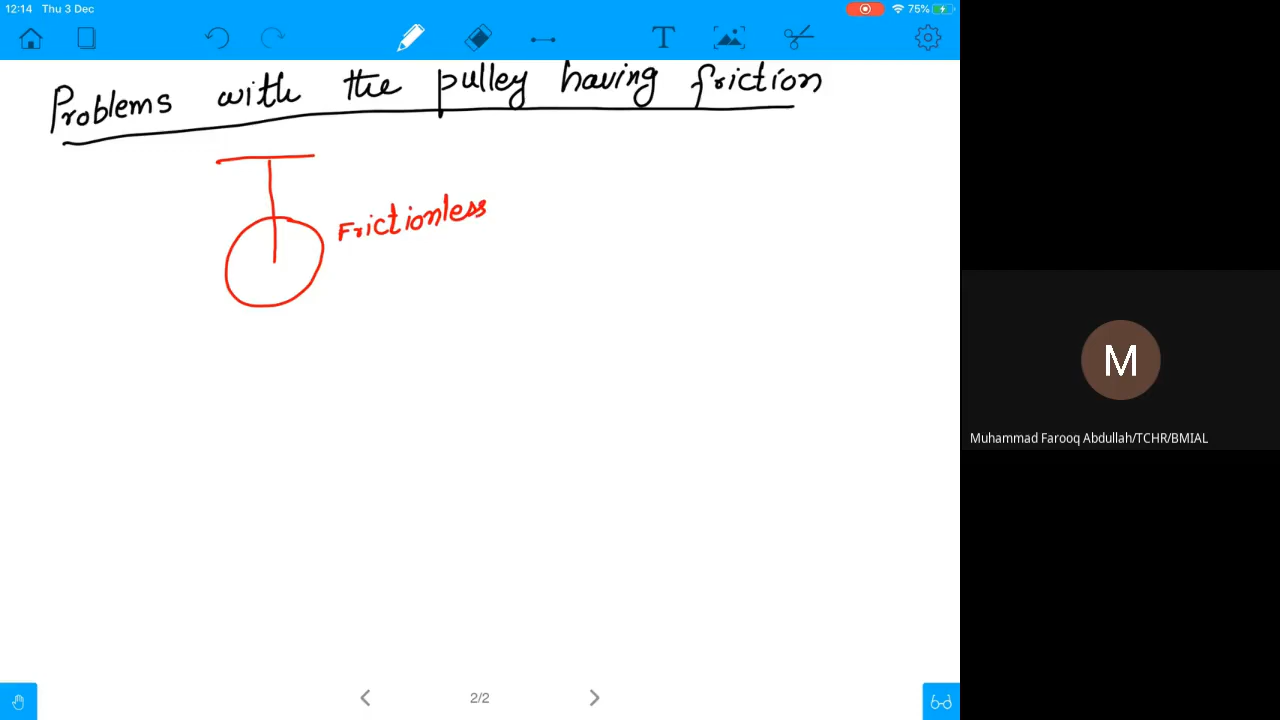 12:14 Thu 3 Dec
75%
T
Problems with the pulley having friction
Frictionless
M
Muhammad Farooq Abdullah/TCHR/BMIAL
2/2